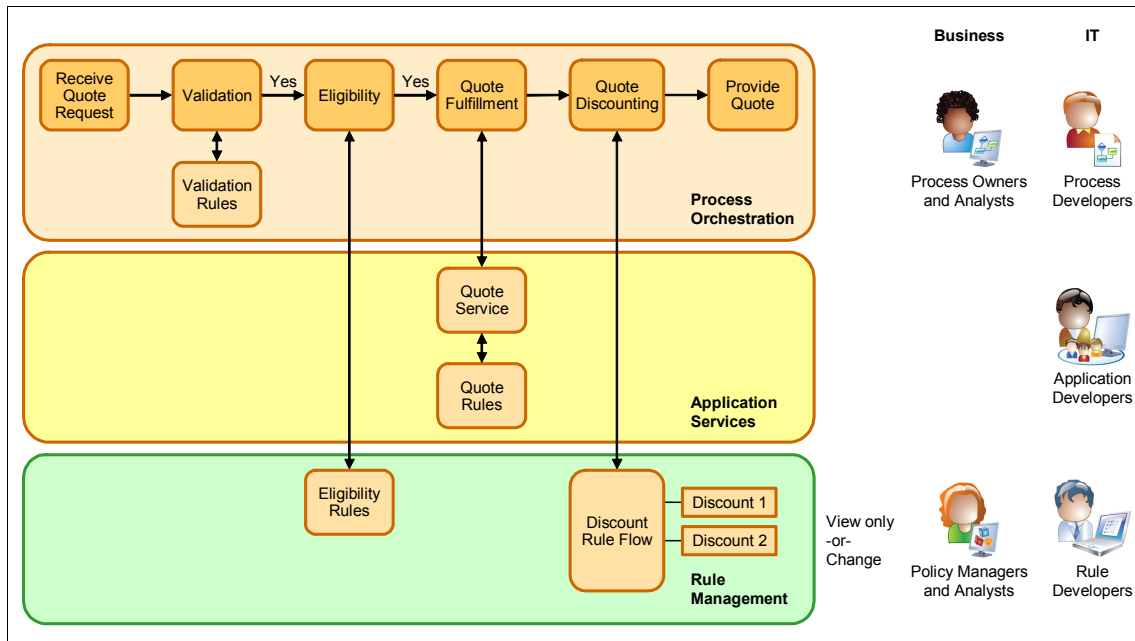 Business
IT
Receive
Quote
Request
Validation
Yes
Eligibility
Yes
Quote
Fulfillment
Quote
Discounting
Provide
Quote
Validation
Rules
Process
Orchestration
Process Owners
and Analysts
Process
Developers
Quote
Service
Quote
Rules
Application
Services
Application
Developers
Eligibility
Rules
Discount
Rule Flow
Discount 1
Discount 2
Rule
Management
View only
-or-
Change
Policy Managers
and Analysts
Rule
Developers